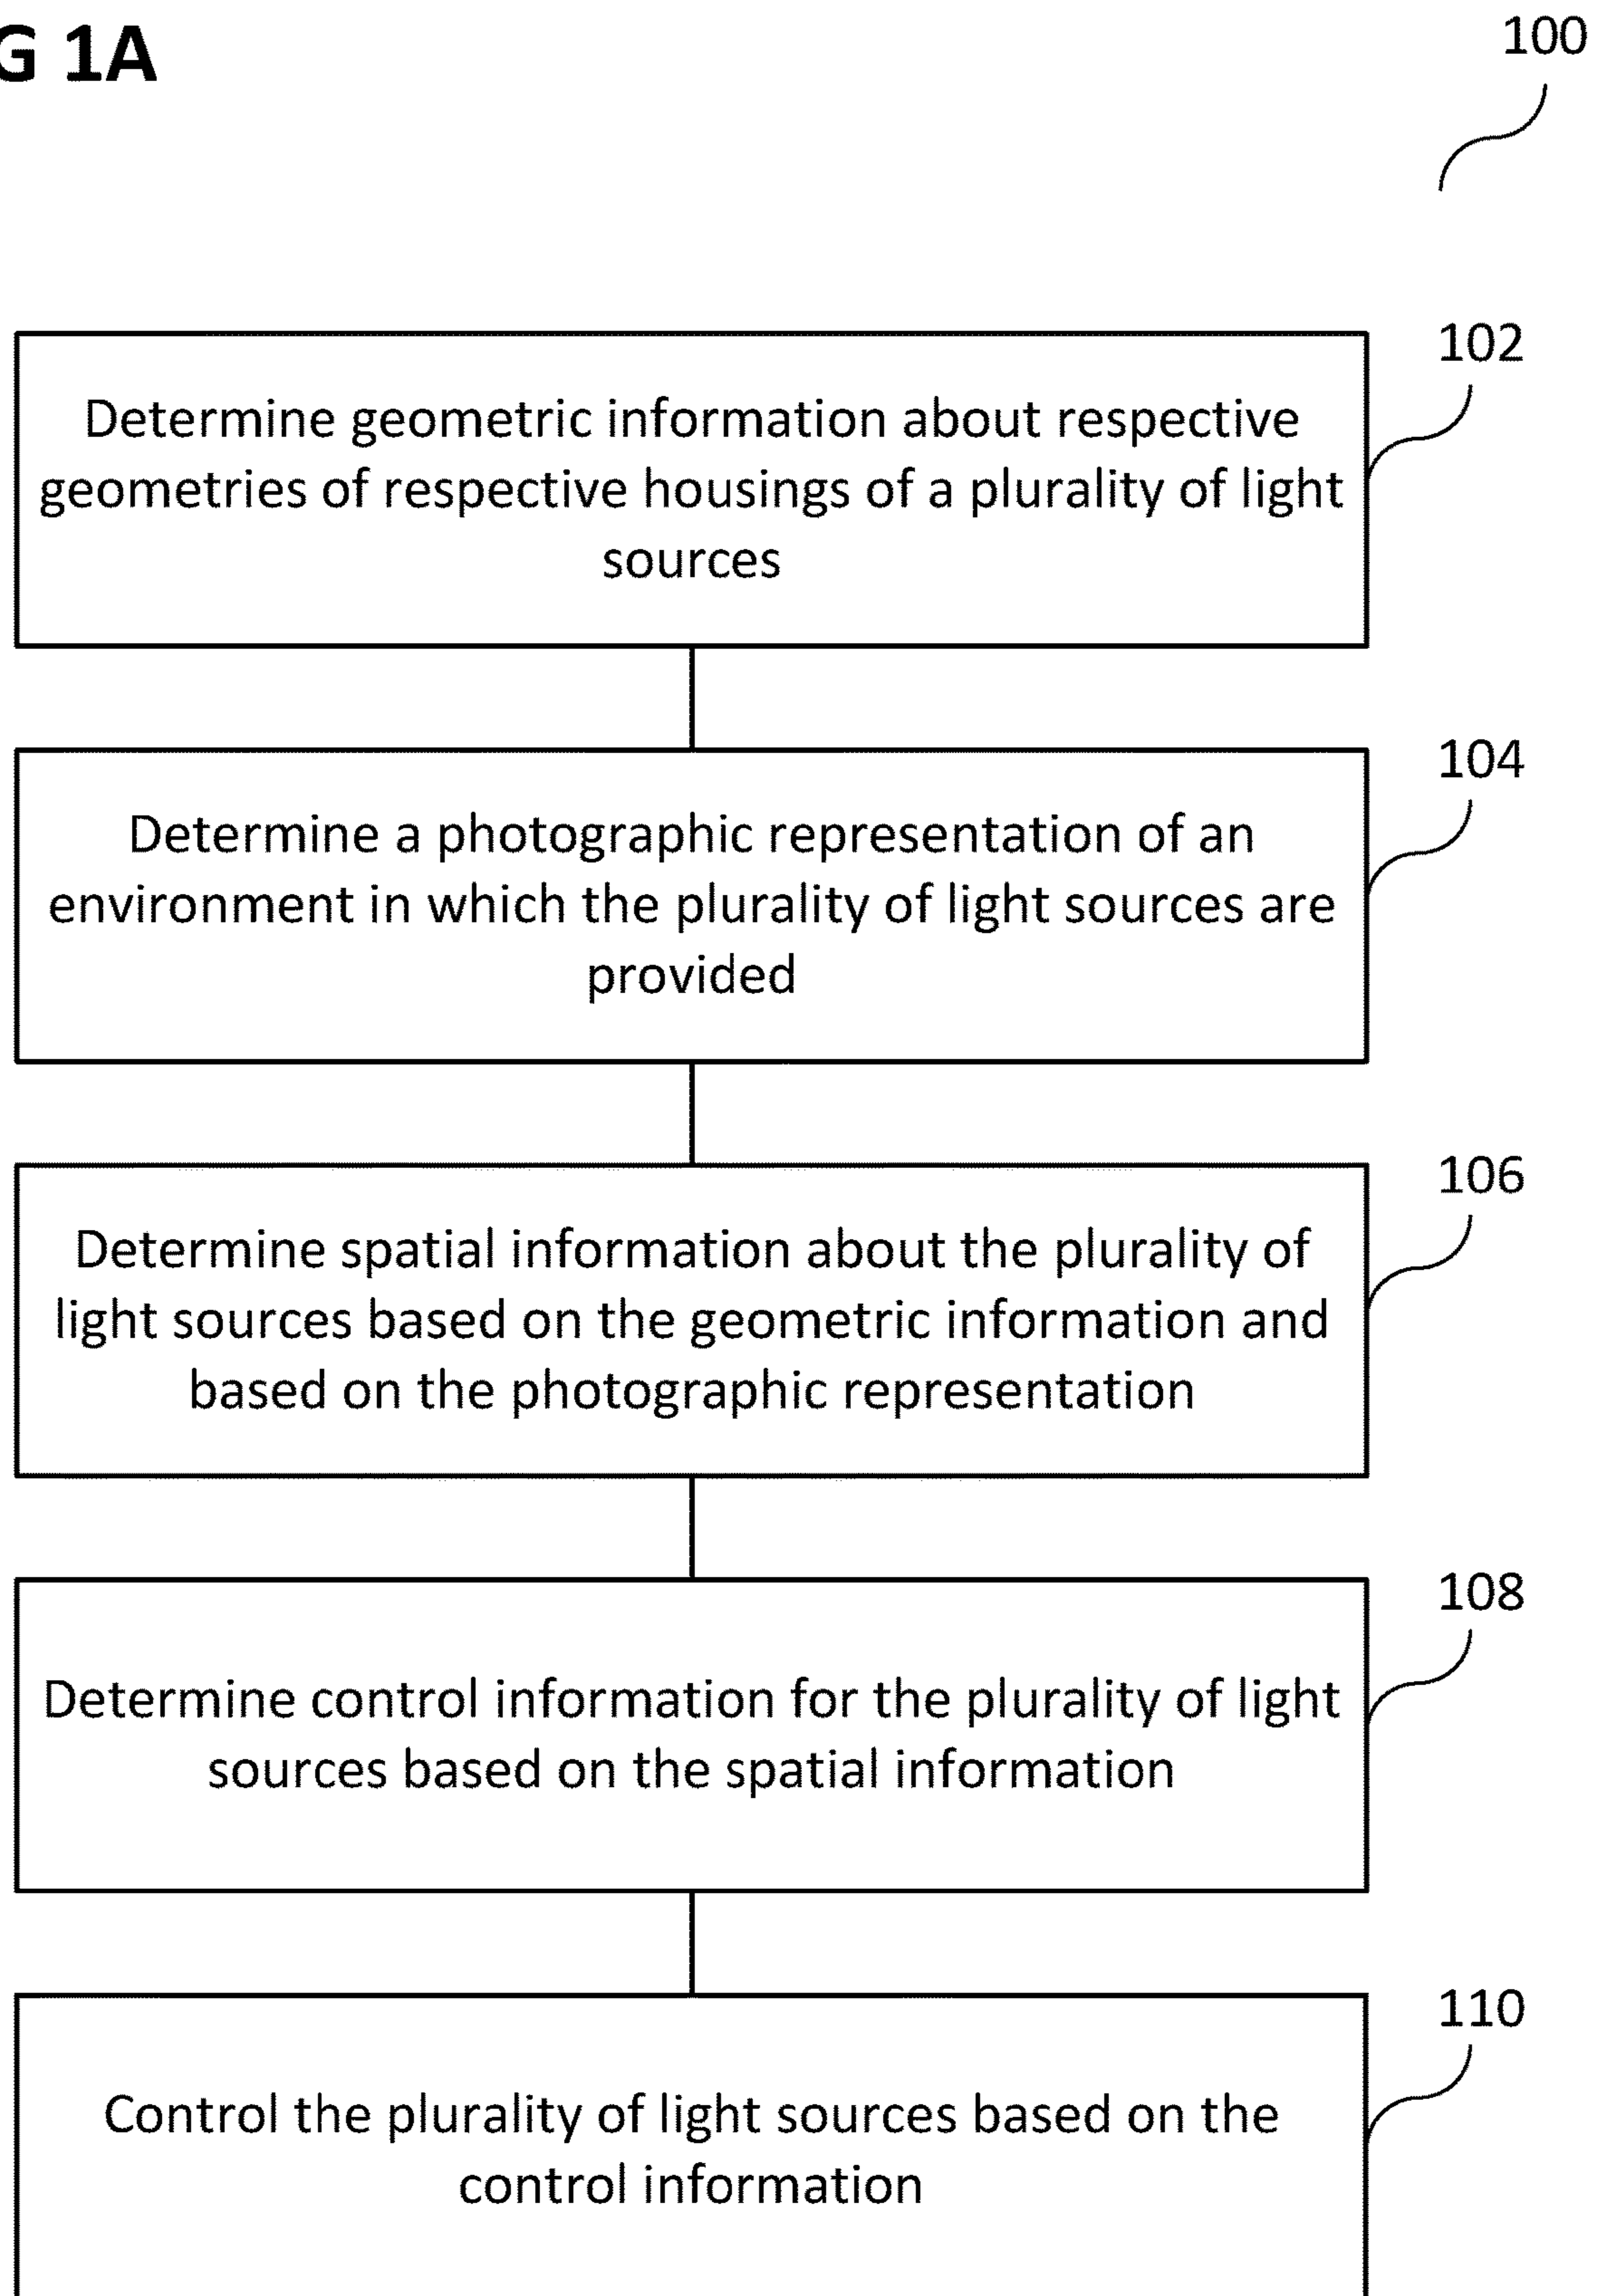 G 1A
100
102
Determine geometric information about respective
geometries of respective housings of a plurality of light
sources
104
Determine a photographic representation of an
environment in which the plurality of light sources are
provided
106
Determine spatial information about the plurality of
light sources based on the geometric information and
based on the photographic representation
108
Determine control information for the plurality of light
sources based on the spatial information
110
Control the plurality of light sources based on the
control information